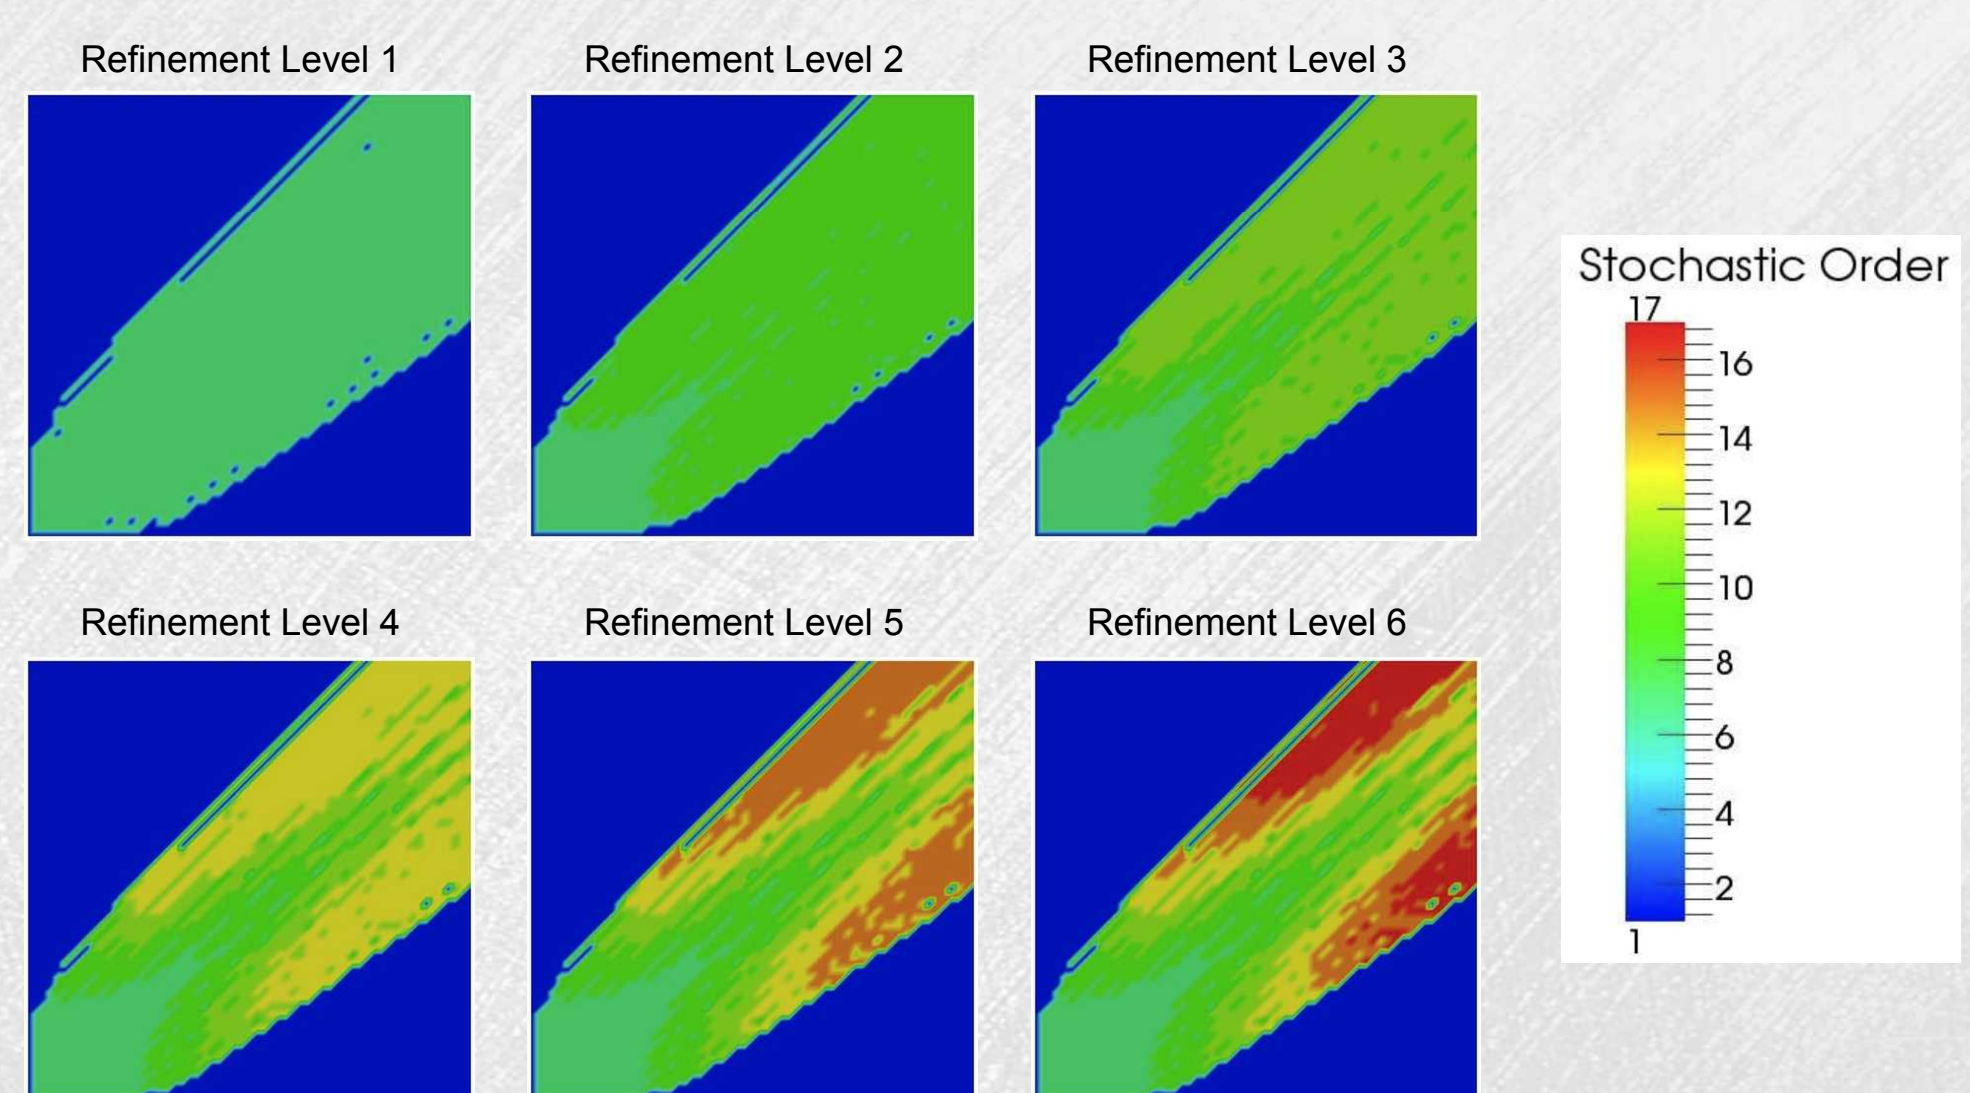 Refinement Level 1
Refinement Level 2
Refinement Level 3
Stochastic Order
17
16
14
12
10
8
6
4
2
1
Refinement Level 4
Refinement Level 5
Refinement Level 6